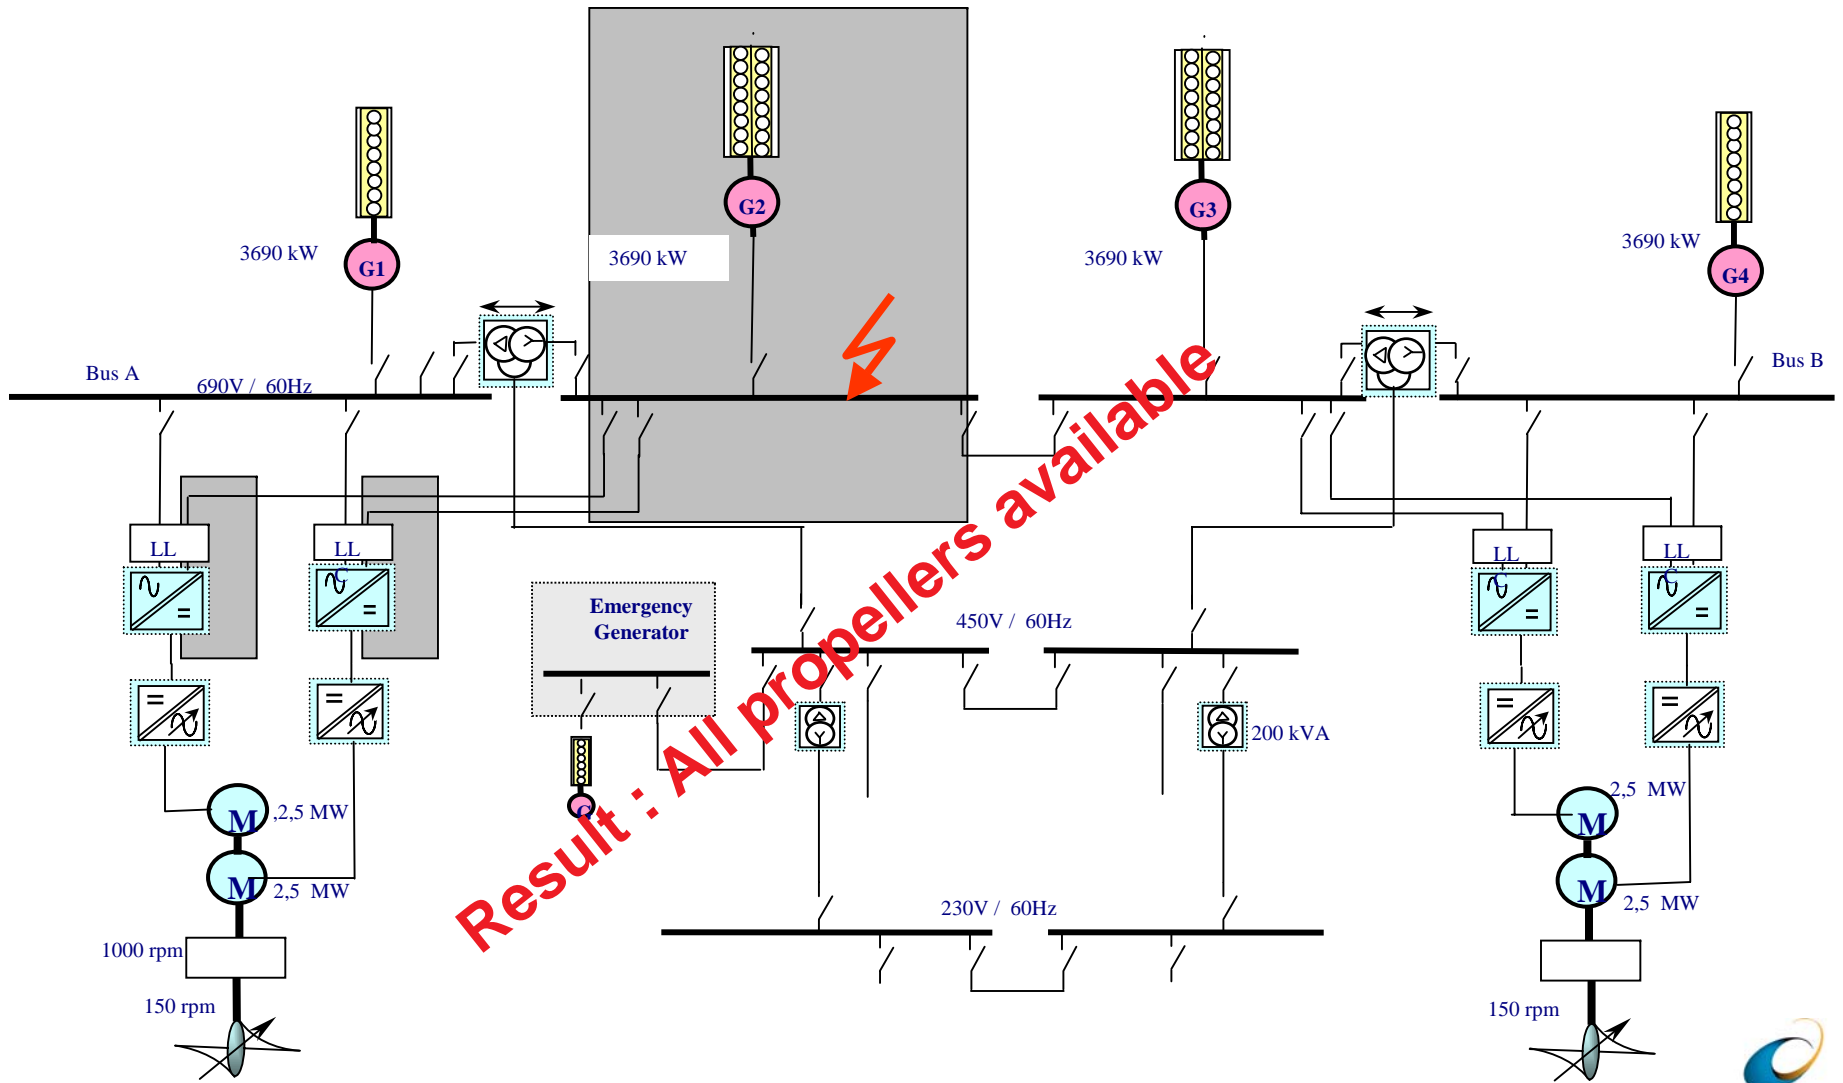 G2
G3
3690 kW
3690 kW
3690 kW
3690 kW
G1
G4
Bus A
690V / 60Hz
Bus B
LL
C
LL
C
LL
C
LL
Emergency
Generator
450V / 60Hz
200 kVA
G
M
,2,5 MW
M
2,5 MW
2,5 MW
M
M
2,5 MW
230V / 60Hz
1000 rpm
150 rpm
150 rpm
Result : All propellers available